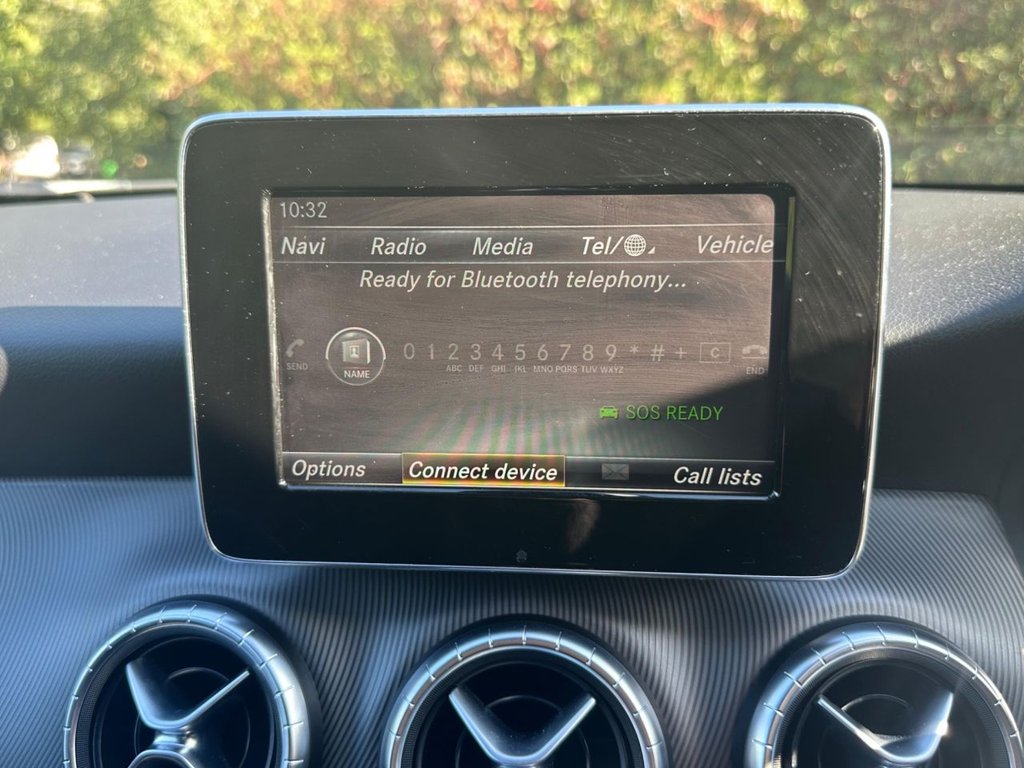 10:32
Navi Radio Media Tel/ Vehicle
Ready for Bluetooth telephony...
SEND NAME 0 1 2 3 4 5 6 7 8 9 * # + C END
ABC DEF GHI JKL MNO PQRS TUV WXYZ
SOS READY
Options Connect device Call lists